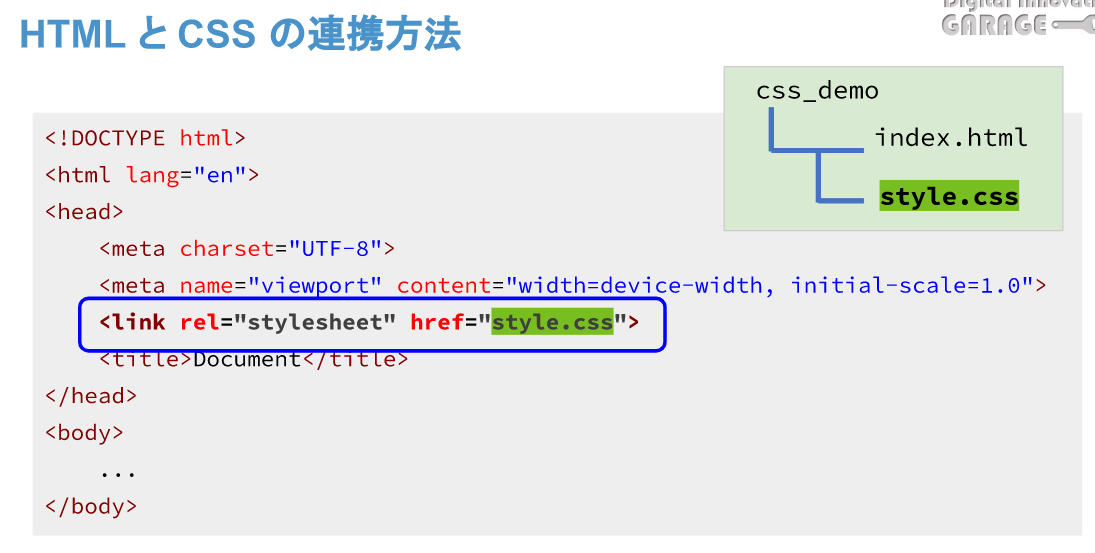 HTML と CSS の連携方法
GARAGE
css_demo
index.html
style.css
<!DOCTYPE html>
<html lang="en">
<head>
<meta charset="UTF-8">
<meta name="viewport" content="width=device-width, initial-scale=1.0">
<link rel="stylesheet" href="style.css">
<title>Document</title>
</head>
<body>
...
</body>